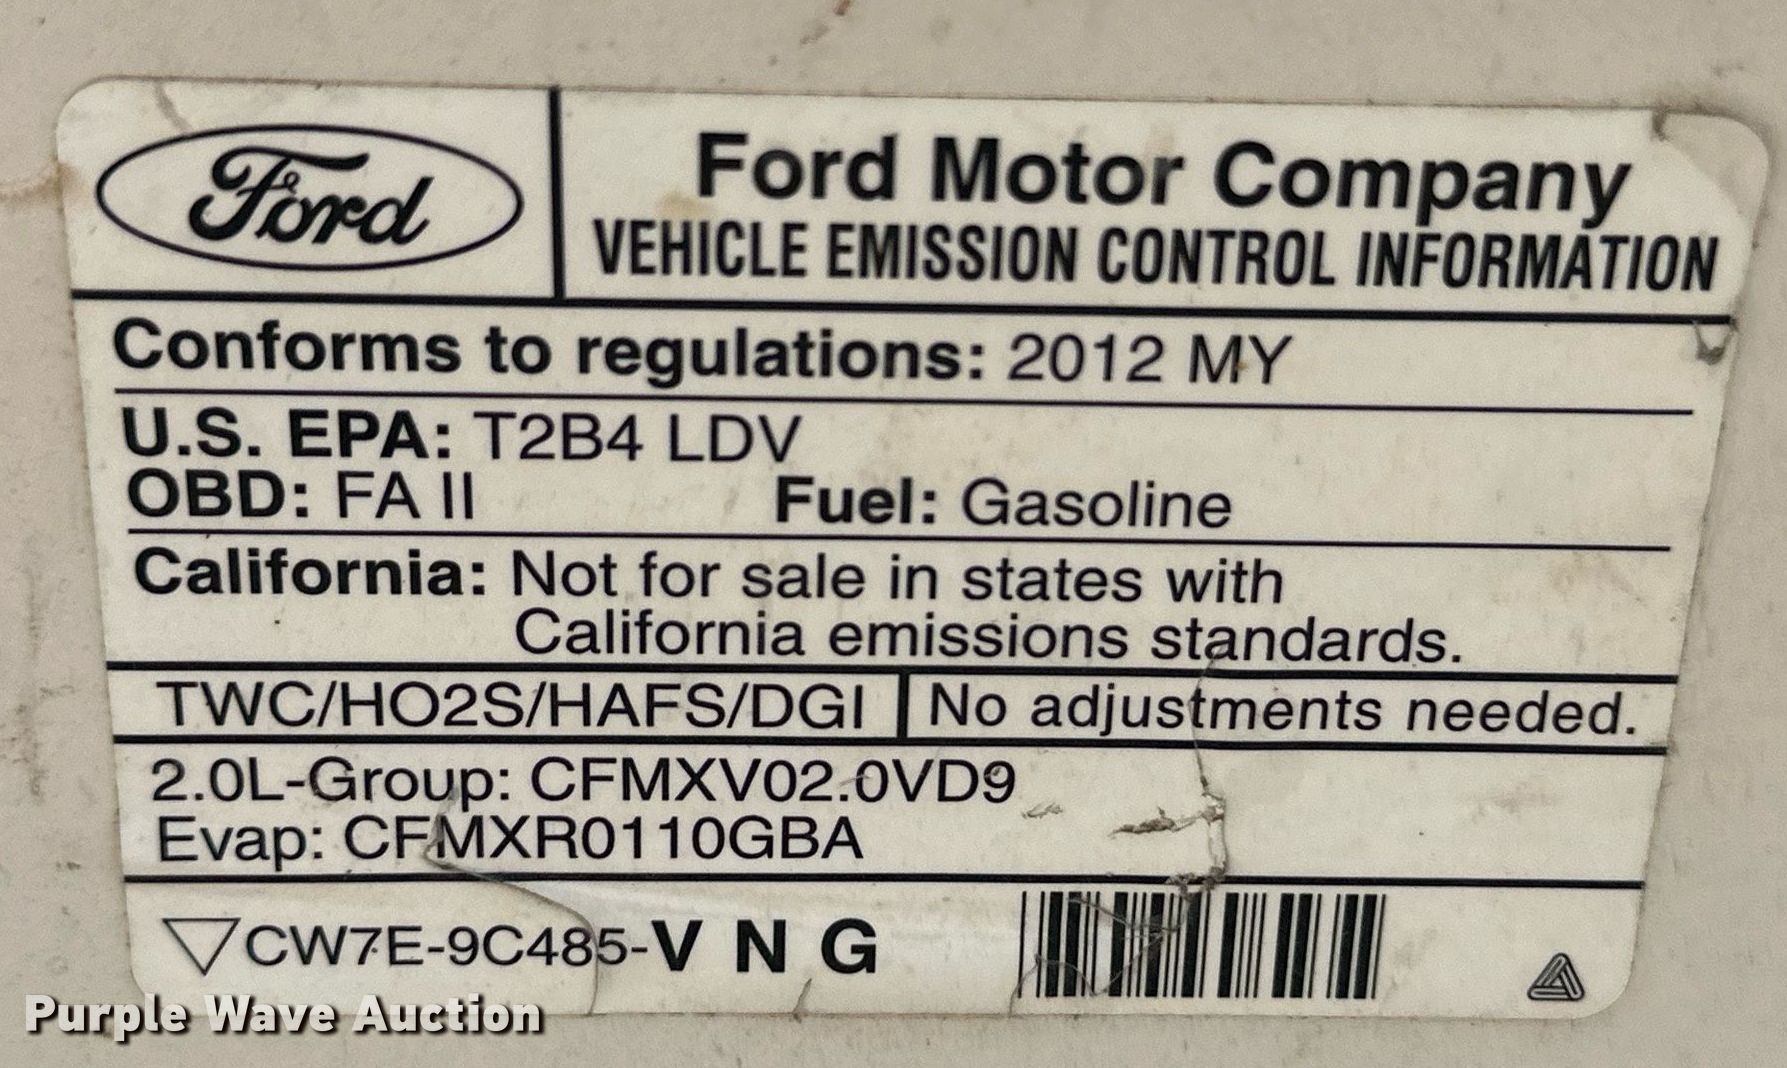 Ford
Ford Motor Company
VEHICLE EMISSION CONTROL INFORMATION
Conforms to regulations: 2012 MY
U.S. EPA: T2B4 LDV
OBD: FA II Fuel: Gasoline
California: Not for sale in states with
California emissions standards.
TWC/HO2S/HAFS/DGI No adjustments needed.
2.0L-Group: CFMXV02.0VD9
Evap: CFMXR0110GBA
CW7E-9C485-V N G
Purple Wave Auction